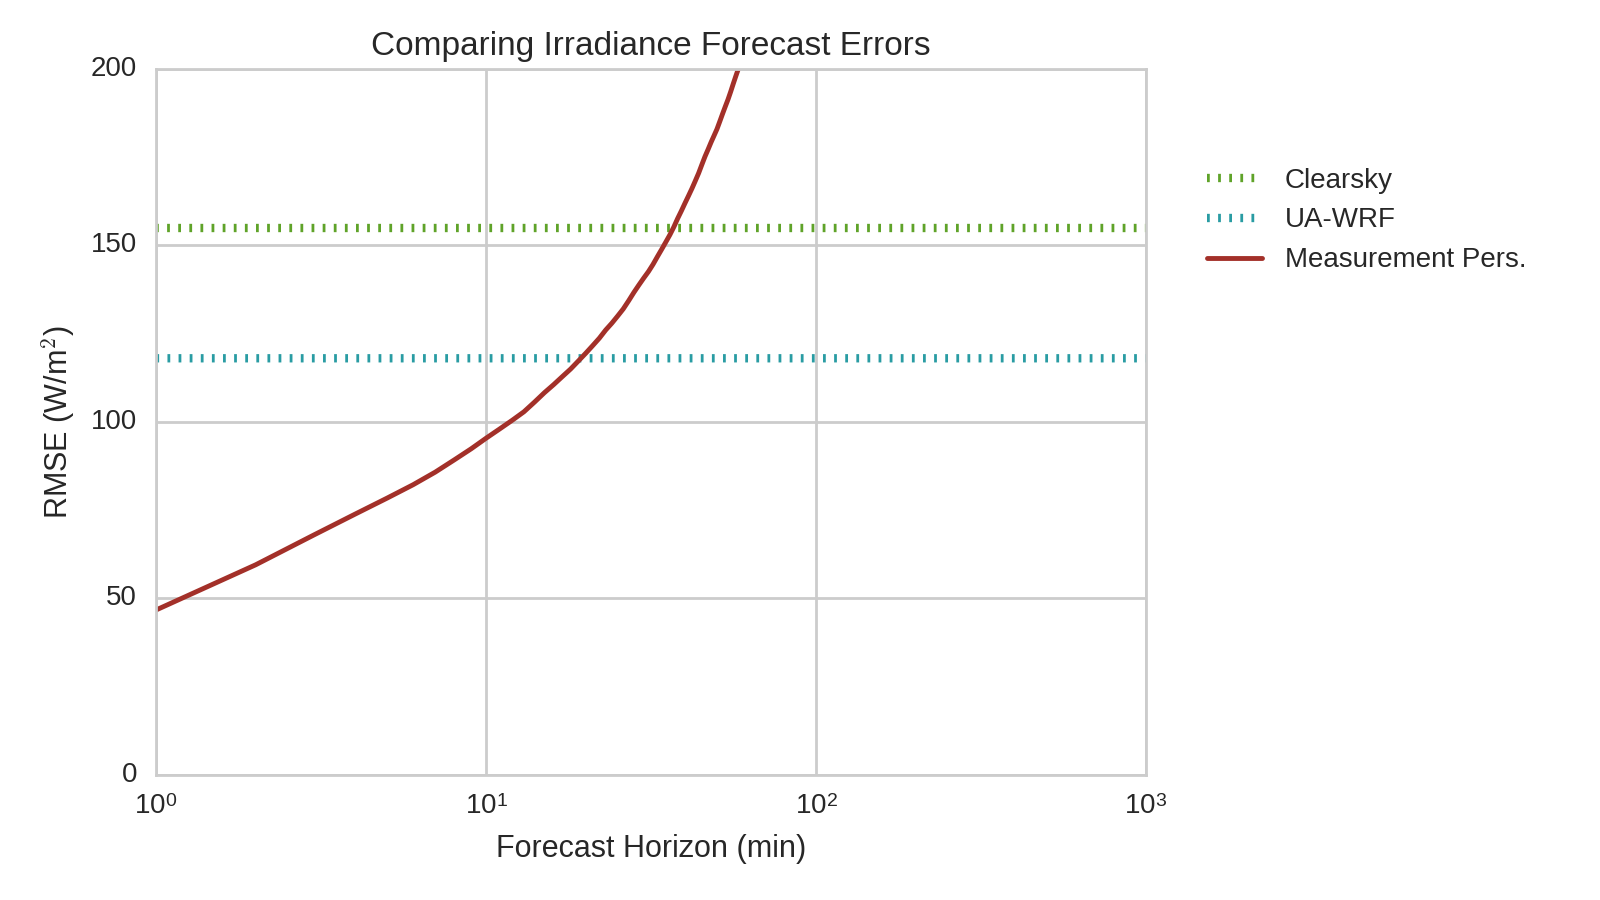 Comparing Irradiance Forecast Errors
200
150
100
50
0
RMSE (W/m²)
10⁰ 10¹ 10² 10³
Forecast Horizon (min)
Clearsky
UA-WRF
Measurement Pers.